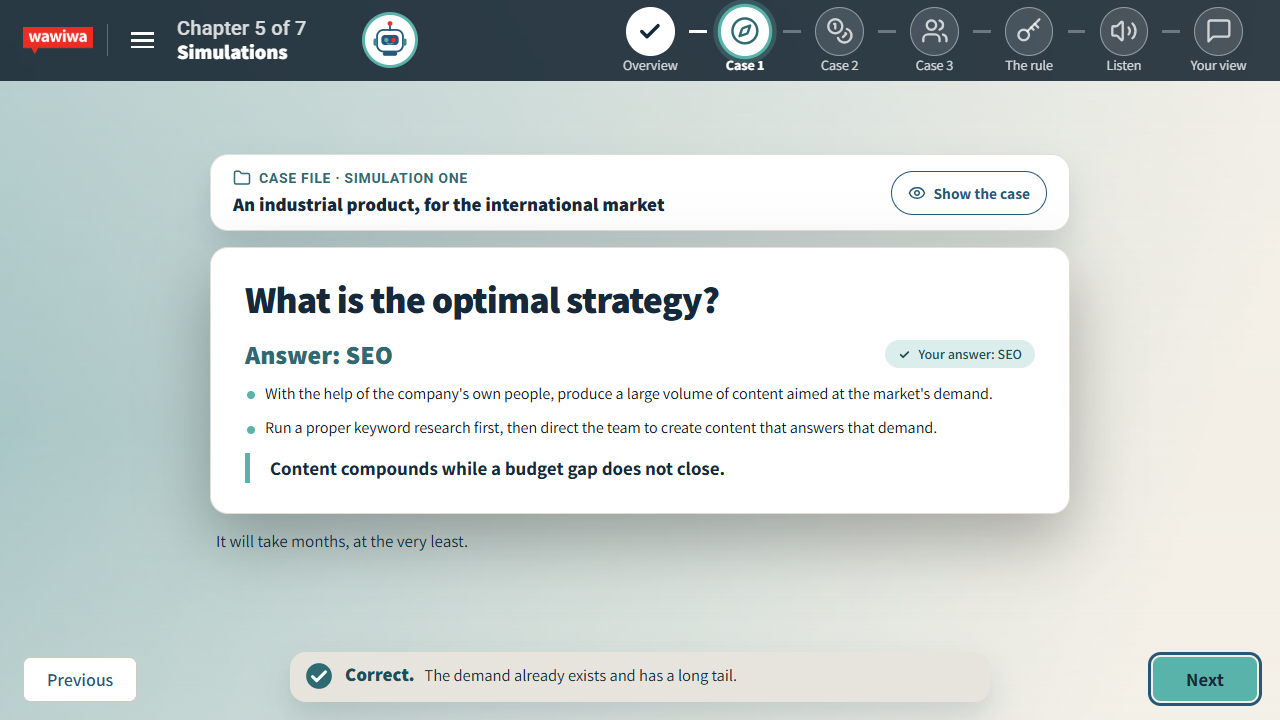 wawiwa
Chapter 5 of 7
Simulations
Overview
Case 1
Case 2
Case 3
The rule
Listen
Your view
CASE FILE · SIMULATION ONE
An industrial product, for the international market
Show the case
What is the optimal strategy?
Answer: SEO
Your answer: SEO
With the help of the company's own people, produce a large volume of content aimed at the market's demand.
Run a proper keyword research first, then direct the team to create content that answers that demand.
Content compounds while a budget gap does not close.
It will take months, at the very least.
Previous
Correct. The demand already exists and has a long tail.
Next